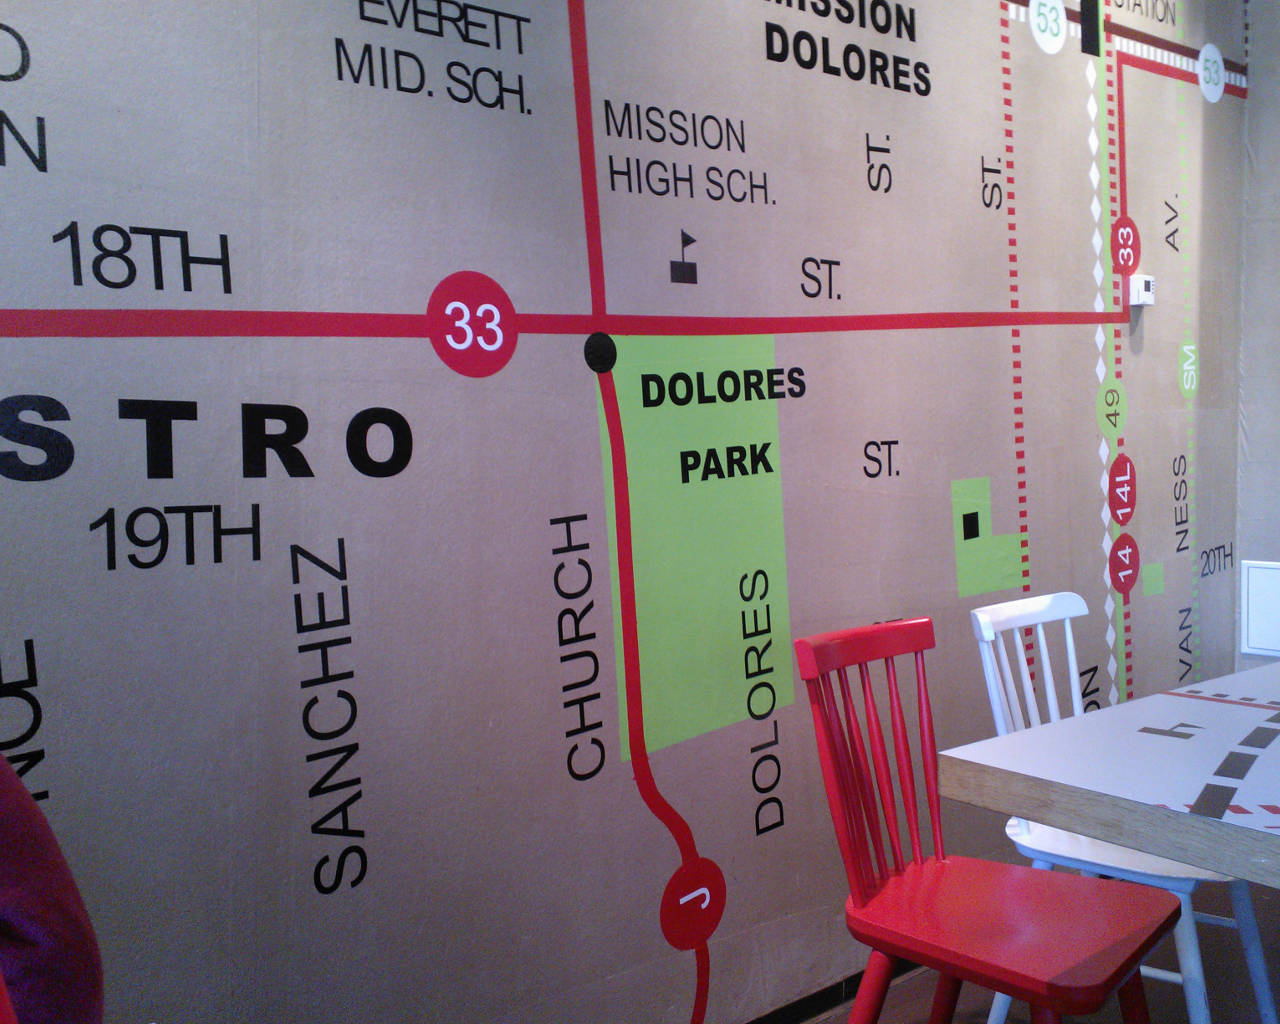 EVERETT
MID. SCH.
MISSION
DOLORES
53
STATION
53
N
MISSION
HIGH SCH.
ST.
ST.
AV.
18TH
ST.
33
33
DOLORES
PARK
SM
49
STRO
ST.
14L
14
19TH
SANCHEZ
CHURCH
DOLORES
VAN NESS
20TH
J